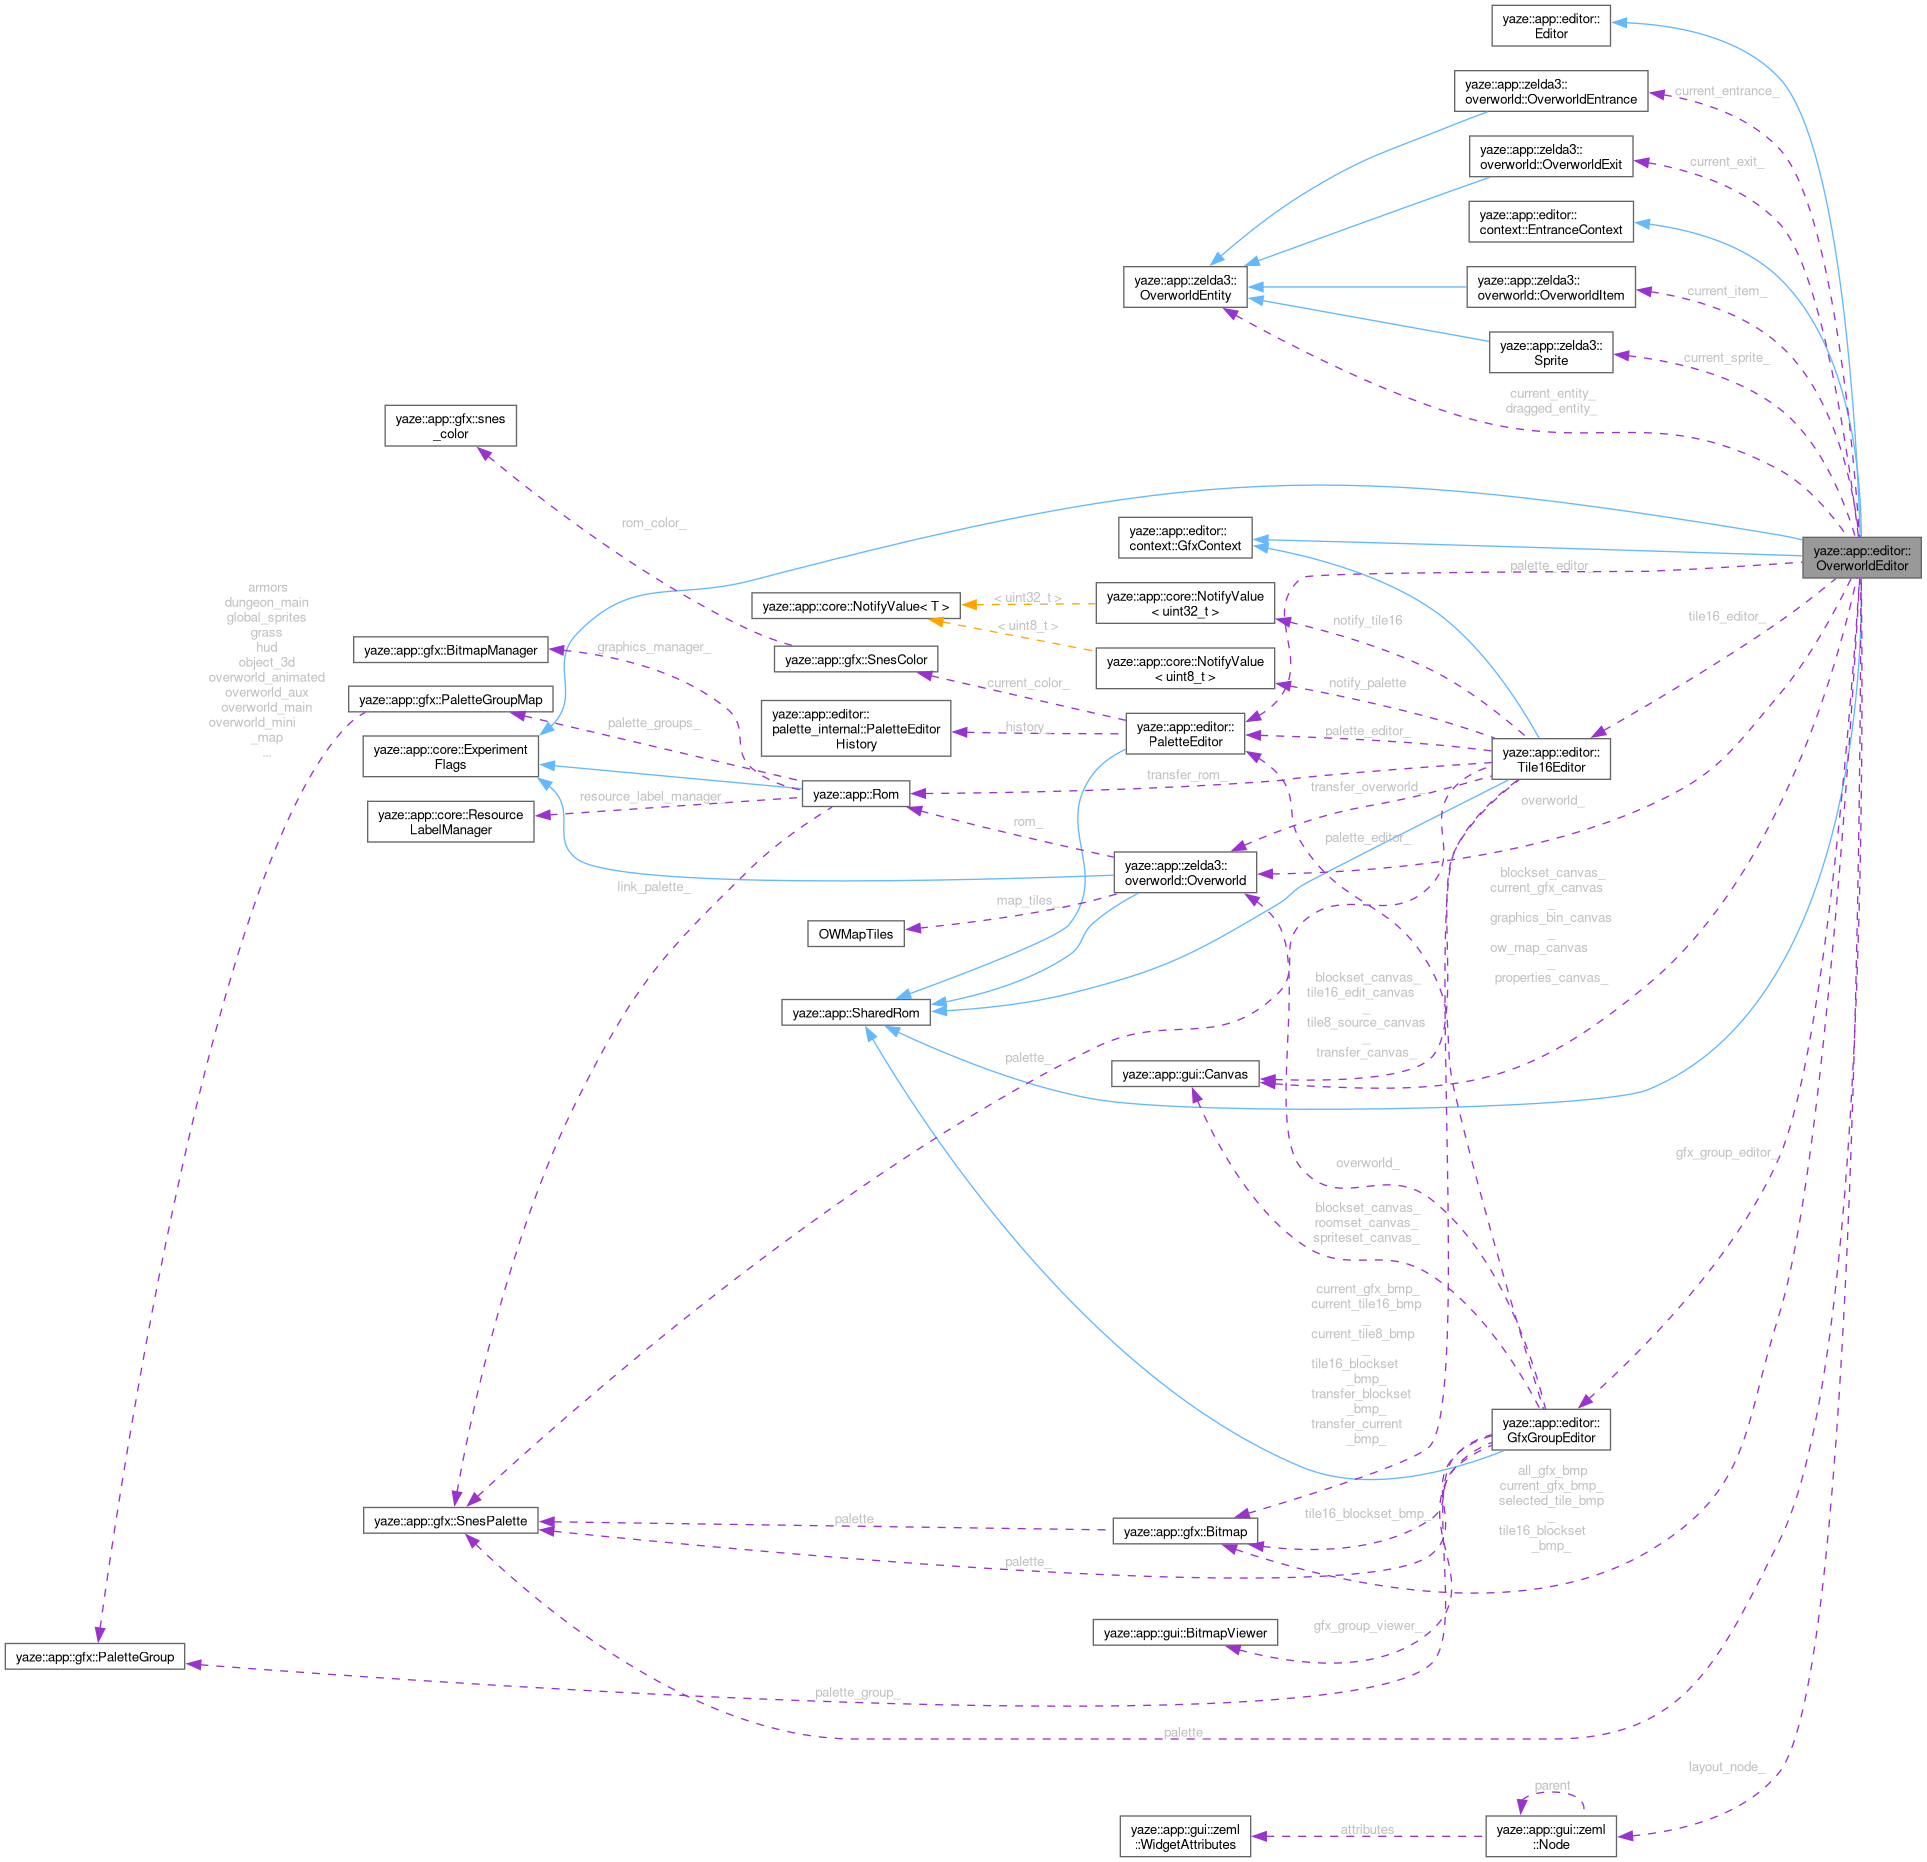 yaze::app::editor::
Editor
yaze::app::zelda3::
overworld::OverworldEntrance
current_entrance_
yaze::app::zelda3::
overworld::OverworldExit
current_exit_
yaze::app::editor::
context::EntranceContext
yaze::app::zelda3::
OverworldEntity
yaze::app::zelda3::
overworld::OverworldItem
current_item_
yaze::app::zelda3::
Sprite
current_sprite_
current_entity_
dragged_entity_
yaze::app::gfx::snes
_color
rom_color_
yaze::app::editor::
context::GfxContext
yaze::app::editor::
OverworldEditor
palette_editor_
armors
dungeon_main
global_sprites
grass
hud
object_3d
overworld_animated
overworld_aux
overworld_main
overworld_mini
_map
...
yaze::app::core::NotifyValue< T >
< uint32_t >
yaze::app::core::NotifyValue
< uint32_t >
notify_tile16
tile16_editor_
< uint8_t >
yaze::app::gfx::BitmapManager
graphics_manager_
yaze::app::gfx::SnesColor
yaze::app::core::NotifyValue
< uint8_t >
current_color_
notify_palette
yaze::app::gfx::PaletteGroupMap
palette_groups_
yaze::app::editor::
palette_internal::PaletteEditor
History
history_
yaze::app::editor::
PaletteEditor
palette_editor_
yaze::app::editor::
Tile16Editor
yaze::app::core::Experiment
Flags
yaze::app::Rom
transfer_rom_
transfer_overworld_
overworld_
resource_label_manager_
yaze::app::core::Resource
LabelManager
rom_
palette_editor_
yaze::app::zelda3::
overworld::Overworld
link_palette_
map_tiles_
OWMapTiles
blockset_canvas_
current_gfx_canvas
_
graphics_bin_canvas
_
ow_map_canvas
_
properties_canvas_
blockset_canvas_
tile16_edit_canvas
_
tile8_source_canvas
_
transfer_canvas_
yaze::app::SharedRom
palette_
yaze::app::gui::Canvas
overworld_
gfx_group_editor_
blockset_canvas_
roomset_canvas_
spriteset_canvas_
current_gfx_bmp_
current_tile16_bmp
_
current_tile8_bmp
_
tile16_blockset
_bmp_
transfer_blockset
_bmp_
transfer_current
_bmp_
yaze::app::editor::
GfxGroupEditor
all_gfx_bmp
current_gfx_bmp_
selected_tile_bmp
_
tile16_blockset
_bmp_
yaze::app::gfx::SnesPalette
palette_
yaze::app::gfx::Bitmap
tile16_blockset_bmp_
palette_
yaze::app::gui::BitmapViewer
gfx_group_viewer_
yaze::app::gfx::PaletteGroup
palette_group_
palette_
layout_node_
parent
yaze::app::gui::zeml
::WidgetAttributes
attributes
yaze::app::gui::zeml
::Node